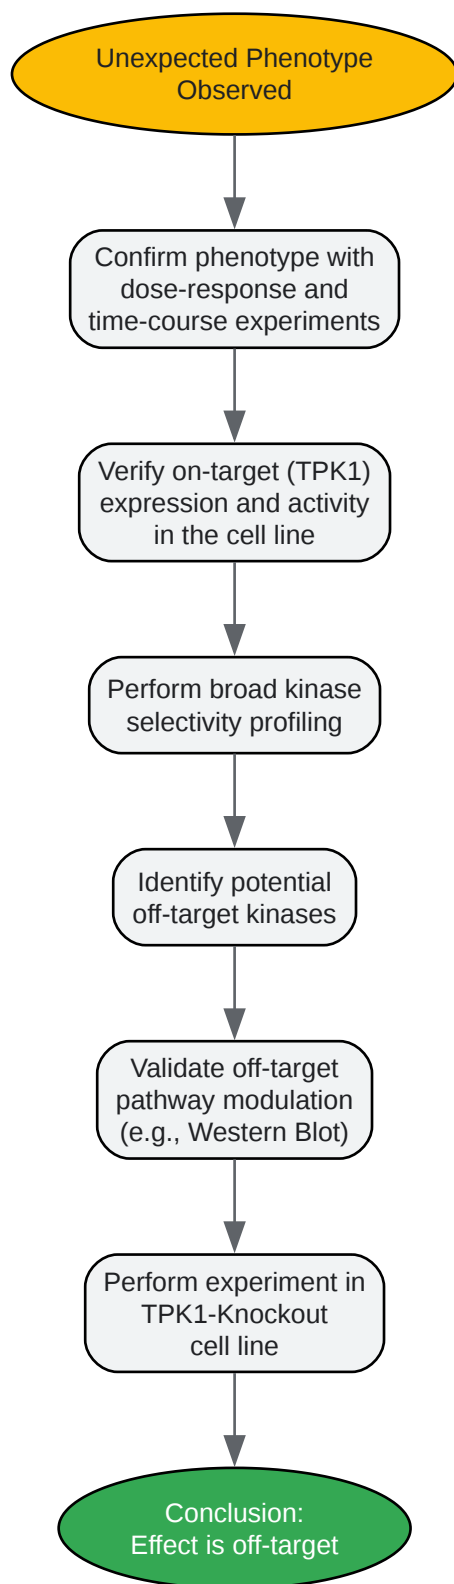 Unexpected Phenotype
Observed
Confirm phenotype with
dose-response and
time-course experiments
Verify on-target (TPK1)
expression and activity
in the cell line
Perform broad kinase
selectivity profiling
Identify potential
off-target kinases
Validate off-target
pathway modulation
(e.g., Western Blot)
Perform experiment in
TPK1-Knockout
cell line
Conclusion:
Effect is off-target